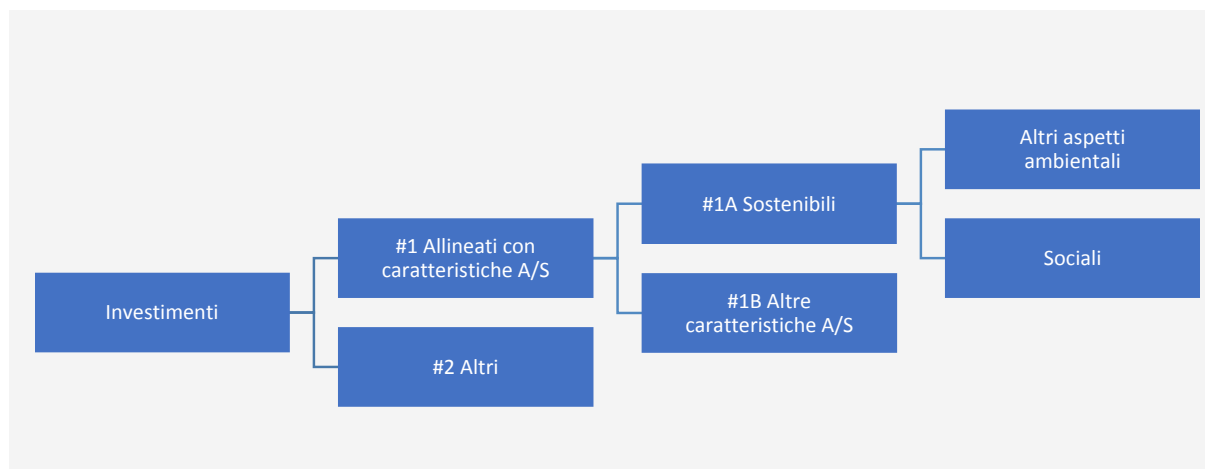 Investimenti
#1 Allineati con
caratteristiche A/S
#2 Altri
#1A Sostenibili
#1B Altre
caratteristiche A/S
Altri aspetti
ambientali
Sociali